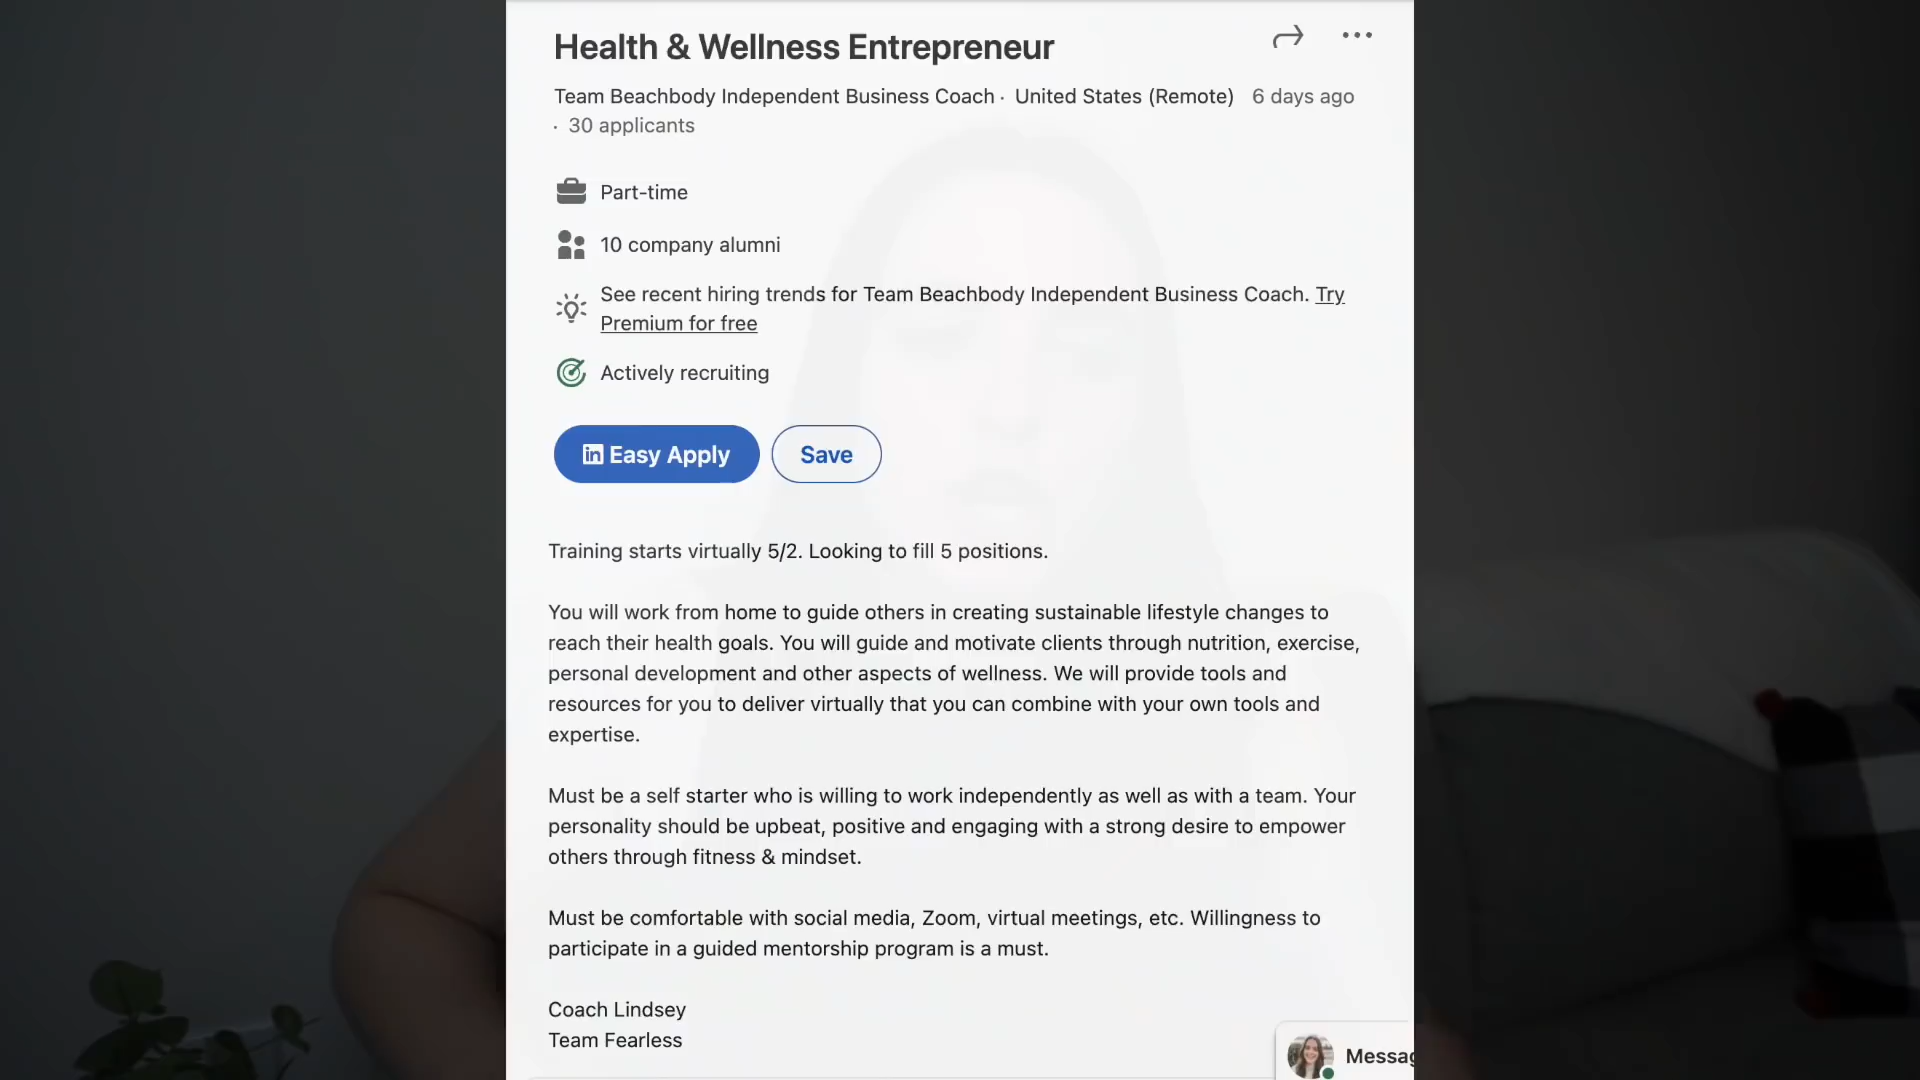 Health & Wellness Entrepreneur
Team Beachbody Independent Business Coach · United States (Remote) 6 days ago
· 30 applicants
Part-time
10 company alumni
See recent hiring trends for Team Beachbody Independent Business Coach. Try
Premium for free
Actively recruiting
in Easy Apply
Save
Training starts virtually 5/2. Looking to fill 5 positions.
You will work from home to guide others in creating sustainable lifestyle changes to
reach their health goals. You will guide and motivate clients through nutrition, exercise,
personal development and other aspects of wellness. We will provide tools and
resources for you to deliver virtually that you can combine with your own tools and
expertise.
Must be a self starter who is willing to work independently as well as with a team. Your
personality should be upbeat, positive and engaging with a strong desire to empower
others through fitness & mindset.
Must be comfortable with social media, Zoom, virtual meetings, etc. Willingness to
participate in a guided mentorship program is a must.
Coach Lindsey
Team Fearless
Messag